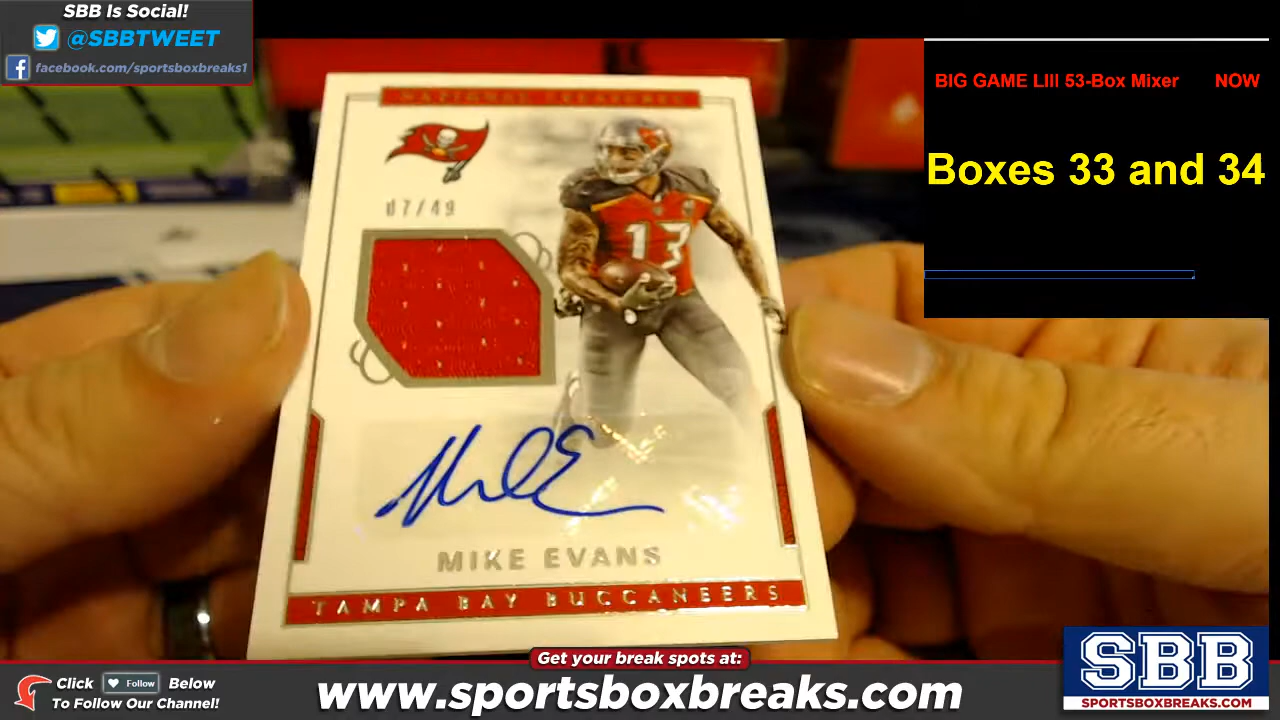 SBB Is Social!
@SBBTWEET
facebook.com/sportsboxbreaks1
BIG GAME LIII 53-Box Mixer NOW
Boxes 33 and 34
NATIONAL TREASURES
07/49
13
MIKE EVANS
TAMPA BAY BUCCANEERS
Get your break spots at:
Click Follow Below
To Follow Our Channel!
www.sportsboxbreaks.com
SBB
SPORTSBOXBREAKS.COM